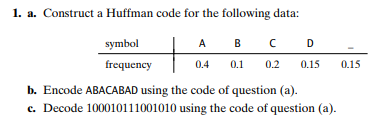 1. a. Construct a Huffman code for the following data:
symbol A B C D _
frequency 0.4 0.1 0.2 0.15 0.15
b. Encode ABACABAD using the code of question (a).
c. Decode 100010111001010 using the code of question (a).